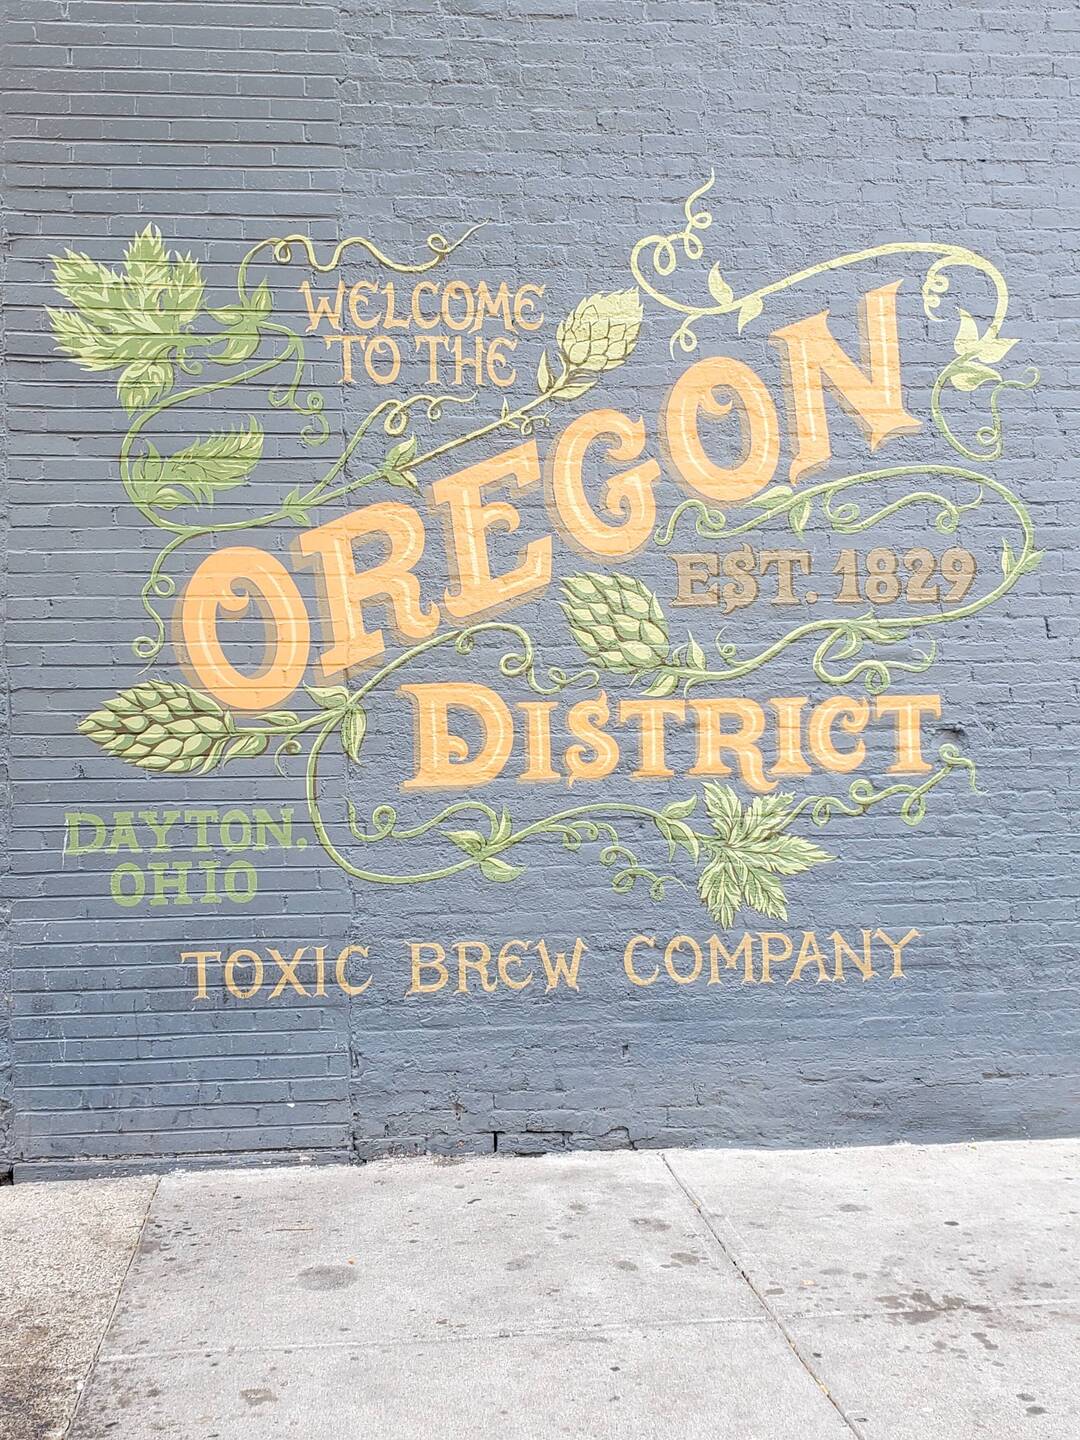 WELCOME
TO THE
OREGON
EST. 1829
DISTRICT
DAYTON,
OHIO
TOXIC BREW COMPANY